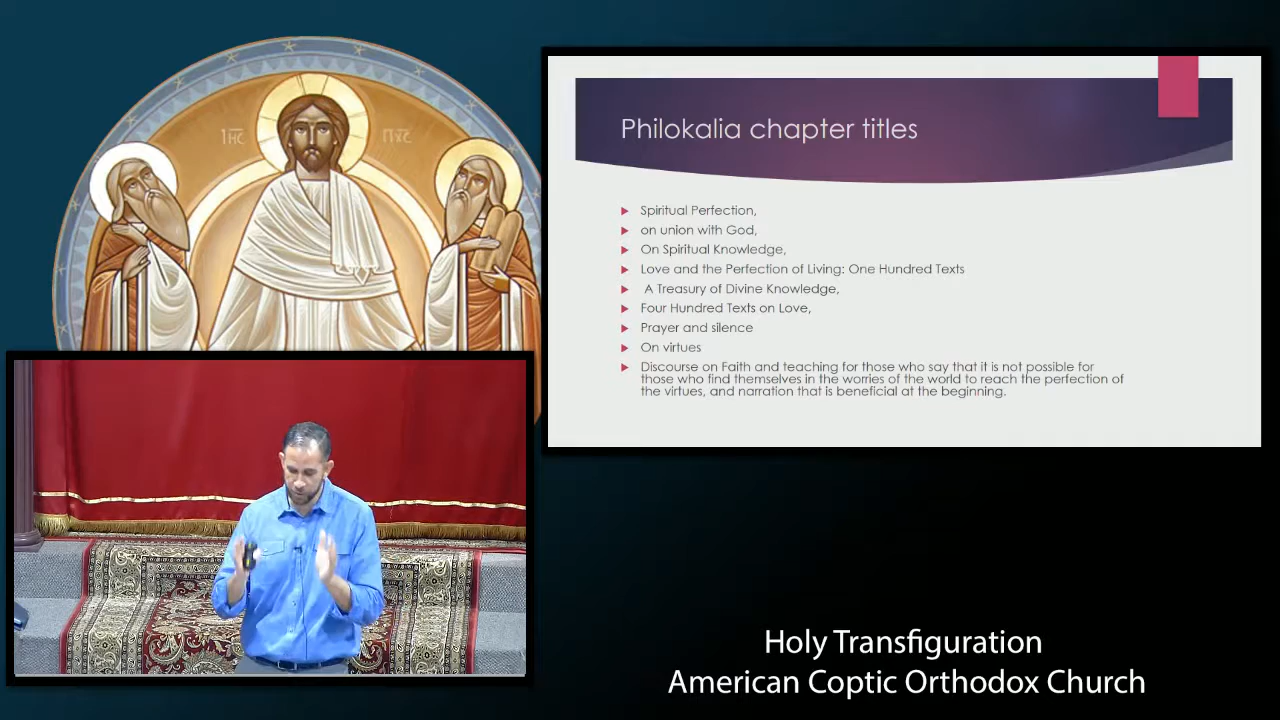 ⲒⲎⲤ
ⲠⲬⲤ
Philokalia chapter titles
Spiritual Perfection,
on union with God,
On Spiritual Knowledge,
Love and the Perfection of Living: One Hundred Texts
A Treasury of Divine Knowledge,
Four Hundred Texts on Love,
Prayer and silence
On virtues
Discourse on Faith and teaching for those who say that it is not possible for
those who find themselves in the worries of the world to reach the perfection of
the virtues, and narration that is beneficial at the beginning.
Holy Transfiguration
American Coptic Orthodox Church